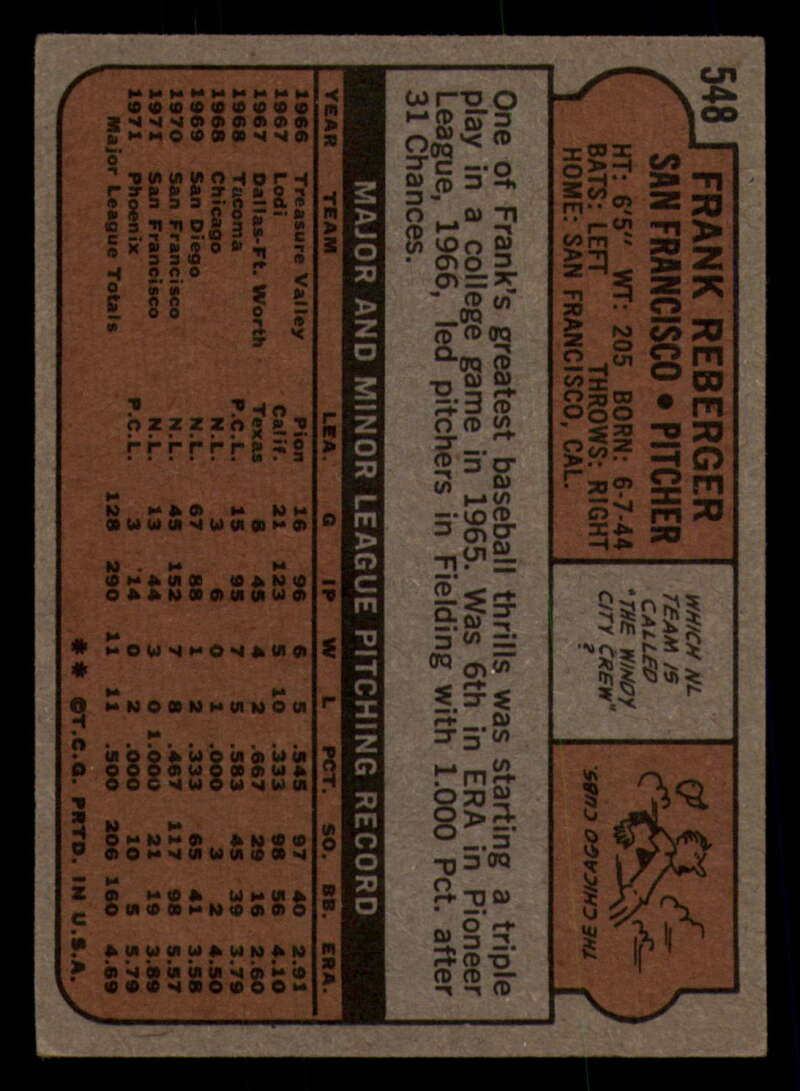 548
FRANK REBERGER
SAN FRANCISCO • PITCHER
HT: 6'5" WT: 205 BORN: 6-7-44
BATS: LEFT THROWS: RIGHT
HOME: SAN FRANCISCO, CAL.
WHICH NL
TEAM IS
CALLED
"THE WINDY
CITY CREW"
?
THE CHICAGO CUBS.
One of Frank's greatest baseball thrills was starting a triple
play in a college game in 1965. Was 6th in ERA in Pioneer
League, 1966, led pitchers in Fielding with 1.000 Pct. after
31 Chances.
MAJOR AND MINOR LEAGUE PITCHING RECORD
YEAR TEAM LEA. G IP W L PCT. SO. BB. ERA.
1966 Treasure Valley Pion 16 96 6 5 .545 97 40 2.91
1967 Lodi Calif. 21 123 5 10 .333 98 56 4.10
1967 Dallas-Ft. Worth Texas 8 45 4 2 .667 29 16 2.60
1968 Tacoma P.C.L. 15 95 7 5 .583 45 39 3.79
1968 Chicago N.L. 3 6 0 1 .000 3 2 4.50
1969 San Diego N.L. 67 88 1 2 .333 65 41 3.58
1970 San Francisco N.L. 45 152 7 8 .467 117 98 5.57
1971 San Francisco N.L. 13 44 3 0 1.000 21 19 3.89
1971 Phoenix P.C.L. 3 14 0 2 .000 10 5 5.79
Major League Totals 128 290 11 11 .500 206 160 4.69
** ©T.C.G. PRTD. IN U.S.A.